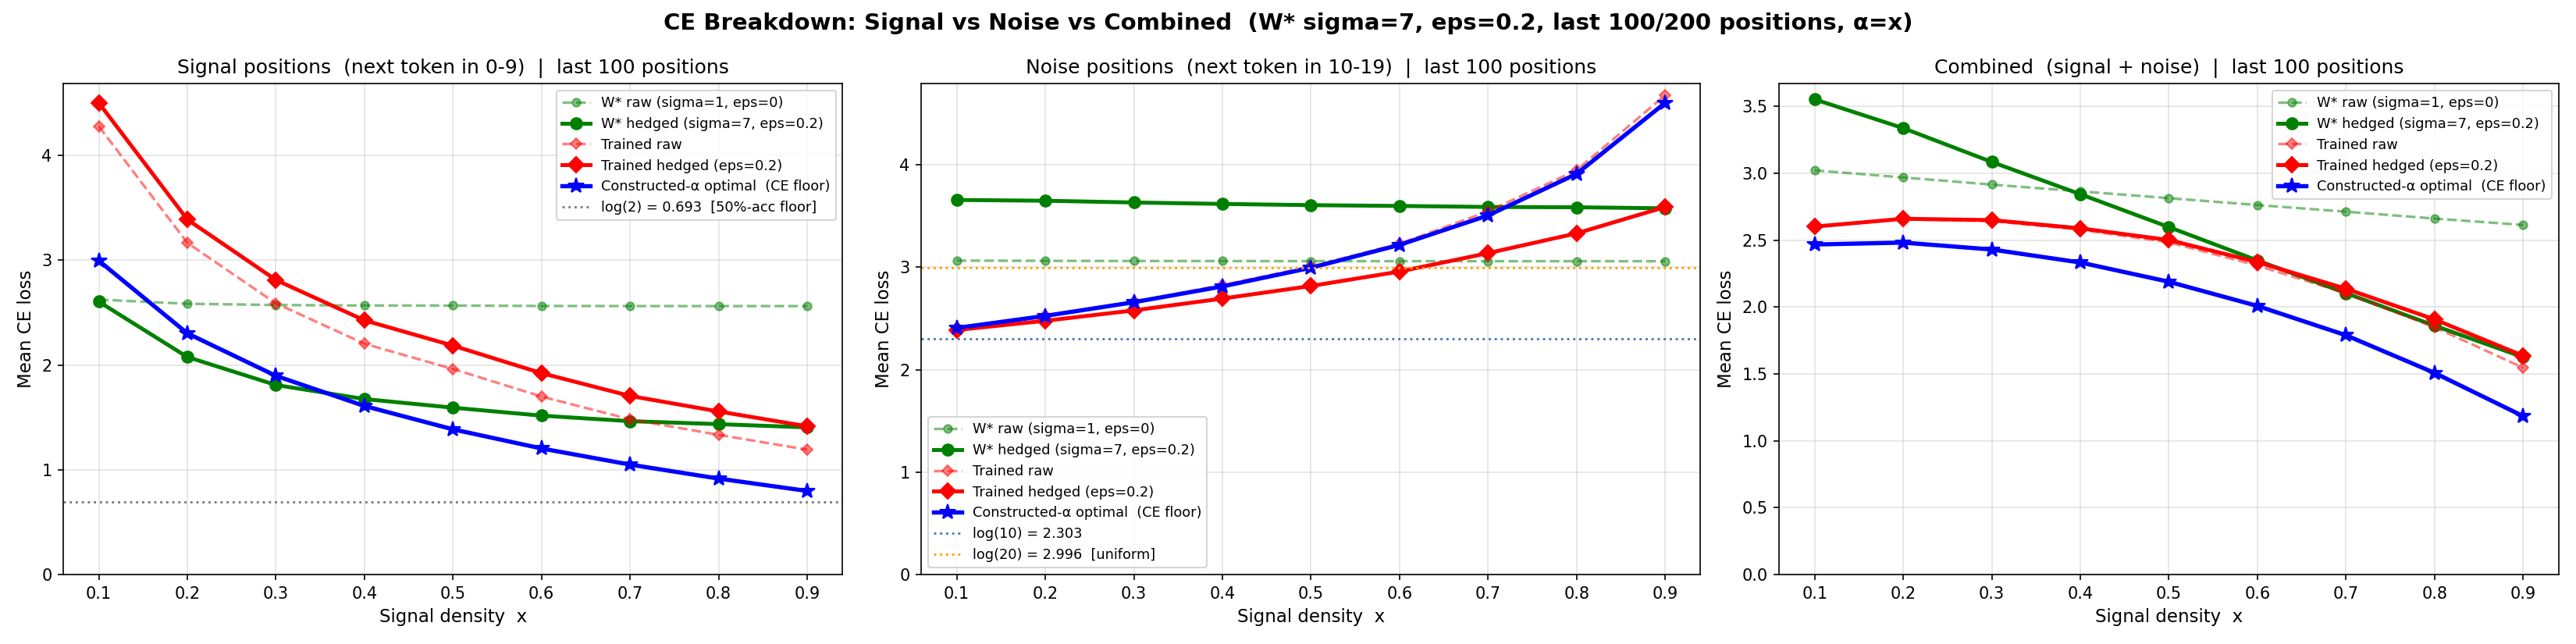 CE Breakdown: Signal vs Noise vs Combined (W* sigma=7, eps=0.2, last 100/200 positions, α=x)
Signal positions (next token in 0-9) | last 100 positions
Mean CE loss
4
3
2
1
0
0.1 0.2 0.3 0.4 0.5 0.6 0.7 0.8 0.9
Signal density x
W* raw (sigma=1, eps=0)
W* hedged (sigma=7, eps=0.2)
Trained raw
Trained hedged (eps=0.2)
Constructed-α optimal (CE floor)
log(2) = 0.693 [50%-acc floor]
Noise positions (next token in 10-19) | last 100 positions
Mean CE loss
4
3
2
1
0
0.1 0.2 0.3 0.4 0.5 0.6 0.7 0.8 0.9
Signal density x
W* raw (sigma=1, eps=0)
W* hedged (sigma=7, eps=0.2)
Trained raw
Trained hedged (eps=0.2)
Constructed-α optimal (CE floor)
log(10) = 2.303
log(20) = 2.996 [uniform]
Combined (signal + noise) | last 100 positions
Mean CE loss
3.5
3.0
2.5
2.0
1.5
1.0
0.5
0.0
0.1 0.2 0.3 0.4 0.5 0.6 0.7 0.8 0.9
Signal density x
W* raw (sigma=1, eps=0)
W* hedged (sigma=7, eps=0.2)
Trained raw
Trained hedged (eps=0.2)
Constructed-α optimal (CE floor)